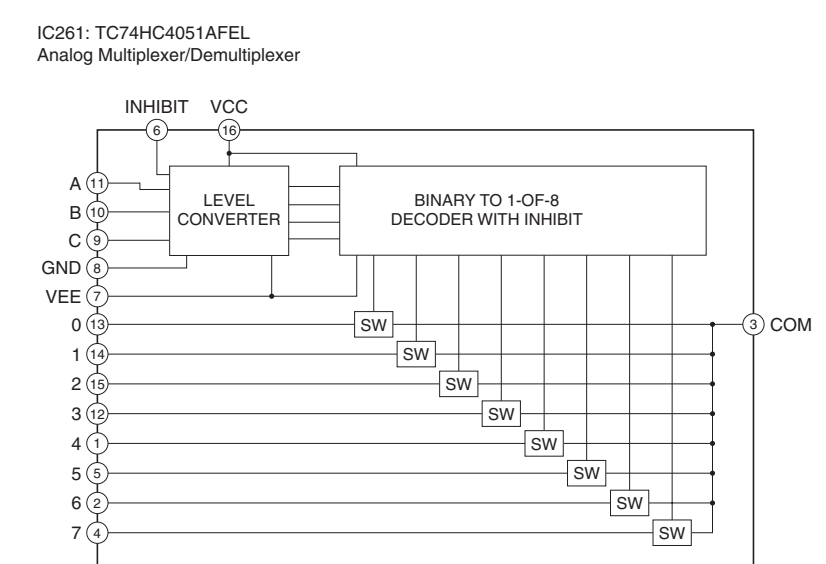 IC261: TC74HC4051AFEL
Analog Multiplexer/Demultiplexer
INHIBIT VCC
6 16
A 11
LEVEL CONVERTER
BINARY TO 1-OF-8
DECODER WITH INHIBIT
B 10
C 9
GND 8
VEE 7
0 13 SW 3 COM
1 14 SW
2 15 SW
3 12 SW
4 1 SW
5 5 SW
6 2 SW
7 4 SW